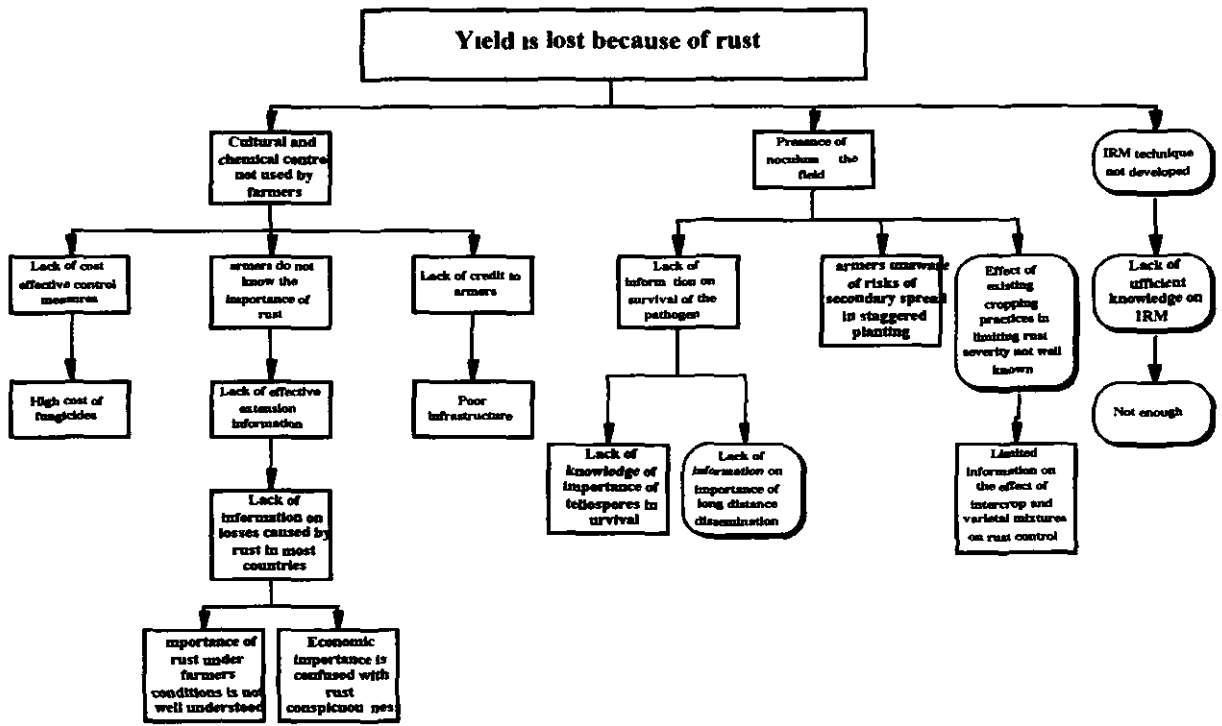 Yield is lost because of rust
Cultural and
chemical control
not used by
farmers
Presence of
noculum the
field
IRM technique
not developed
Lack of cost
effective control
measures
armers do not
know the
importance of
rust
Lack of credit to
armers
Lack of
inform tion on
survival of the
pathogen
armers unaware
of risks of
secondary spread
in staggered
planting
Effect of
existing
cropping
practices in
limiting rust
severity not well
known
Lack of
ufficient
knowledge on
IRM
High cost of
fungicides
Lack of effective
extension
information
Poor
infrastructure
Not enough
Lack of
knowledge of
importance of
teliospores in
urvival
Lack of
information on
importance of
long distance
dissemination
Limited
information on
the effect of
intercrop and
varietal mixtures
on rust control
Lack of
information on
losses caused by
rust in most
countries
mportance of
rust under
farmers
conditions is not
well understood
Economic
importance is
confused with
rust
conspicuou nes